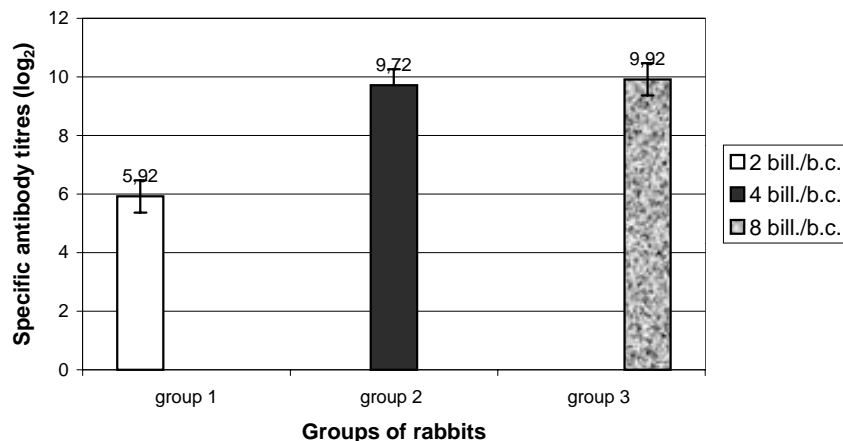 Specific antibody titres (log₂)
12
10
8
6
4
2
0
5,92
9,72
9,92
group 1
group 2
group 3
Groups of rabbits
2 bill./b.c.
4 bill./b.c.
8 bill./b.c.